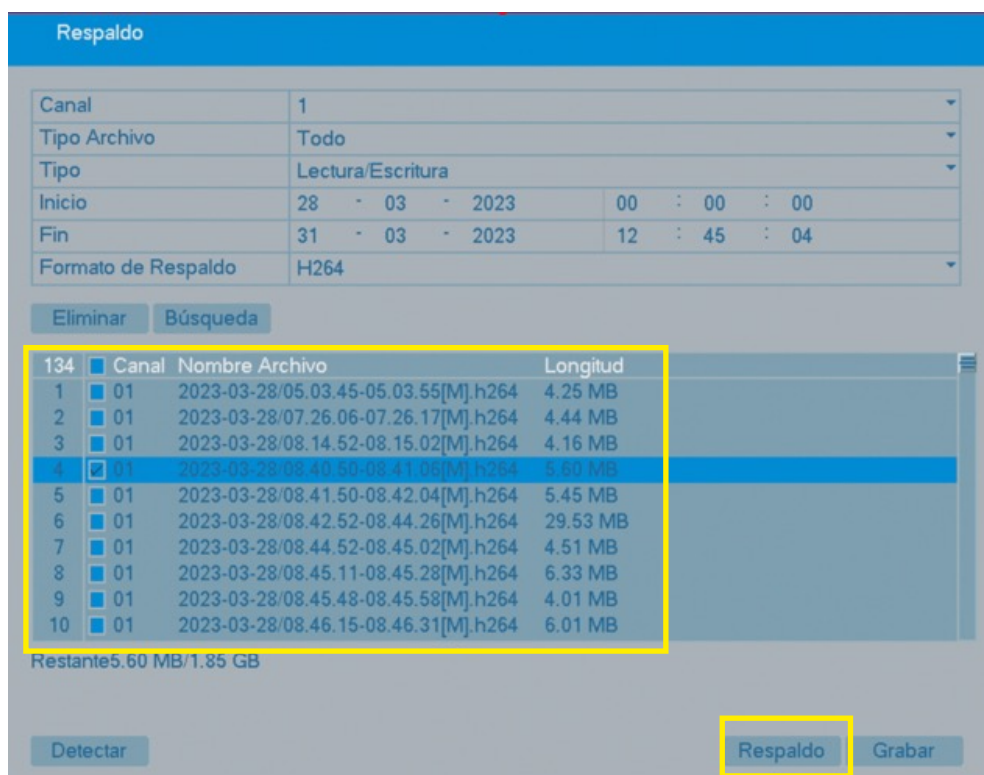 Respaldo
Canal 1
Tipo Archivo Todo
Tipo Lectura/Escritura
Inicio 28 - 03 - 2023 00 : 00 : 00
Fin 31 - 03 - 2023 12 : 45 : 04
Formato de Respaldo H264
Eliminar Búsqueda
134 Canal Nombre Archivo Longitud
1 01 2023-03-28/05.03.45-05.03.55[M].h264 4.25 MB
2 01 2023-03-28/07.26.06-07.26.17[M].h264 4.44 MB
3 01 2023-03-28/08.14.52-08.15.02[M].h264 4.16 MB
4 01 2023-03-28/08.40.50-08.41.06[M].h264 5.60 MB
5 01 2023-03-28/08.41.50-08.42.04[M].h264 5.45 MB
6 01 2023-03-28/08.42.52-08.44.26[M].h264 29.53 MB
7 01 2023-03-28/08.44.52-08.45.02[M].h264 4.51 MB
8 01 2023-03-28/08.45.11-08.45.28[M].h264 6.33 MB
9 01 2023-03-28/08.45.48-08.45.58[M].h264 4.01 MB
10 01 2023-03-28/08.46.15-08.46.31[M].h264 6.01 MB
Restante5.60 MB/1.85 GB
Detectar Respaldo Grabar